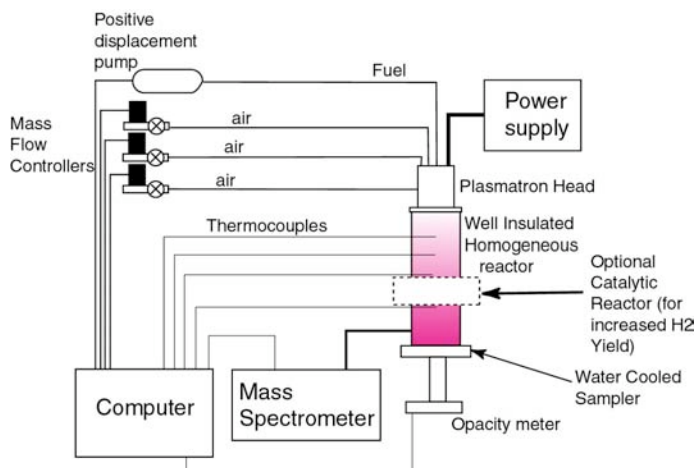 Positive
displacement
pump
Fuel
Power
supply
Mass
Flow
Controllers
air
air
air
Plasmatron Head
Thermocouples
Well Insulated
Homogeneous
reactor
Optional
Catalytic
Reactor (for
increased H2
Yield)
Water Cooled
Sampler
Computer
Mass
Spectrometer
Opacity meter